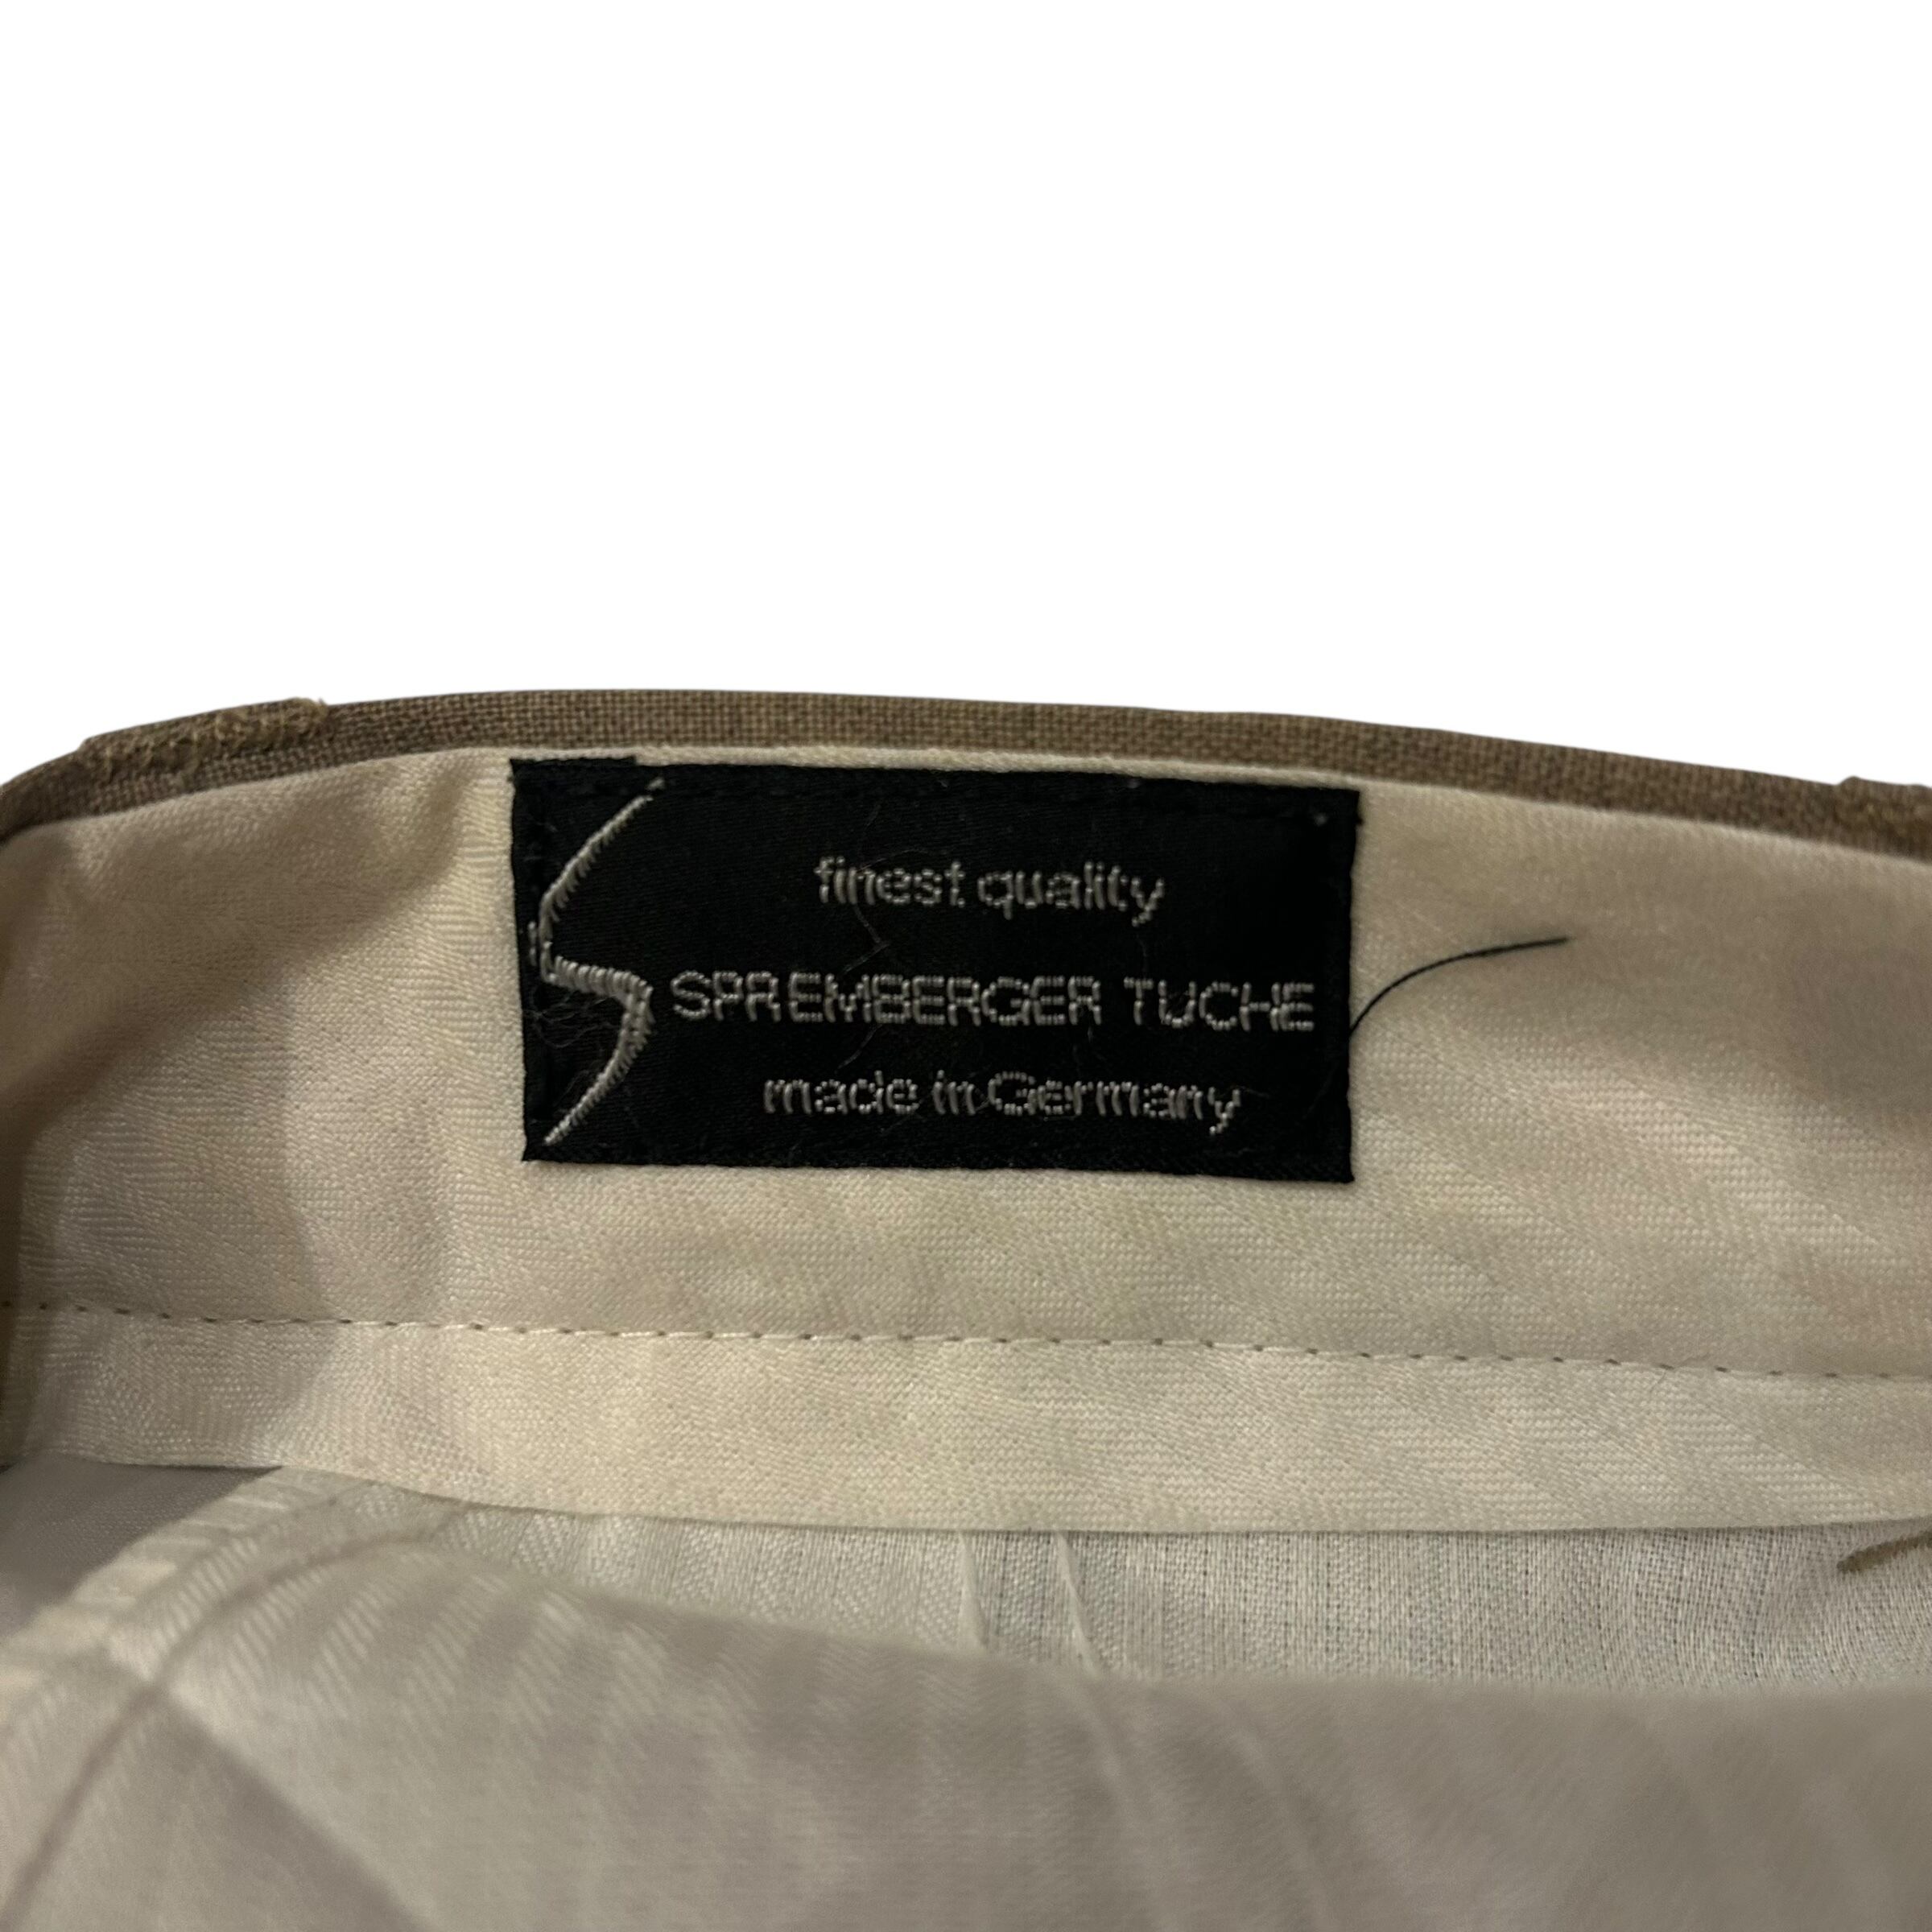 finest quality
SPREMBERGER TUCHE
made in Germany